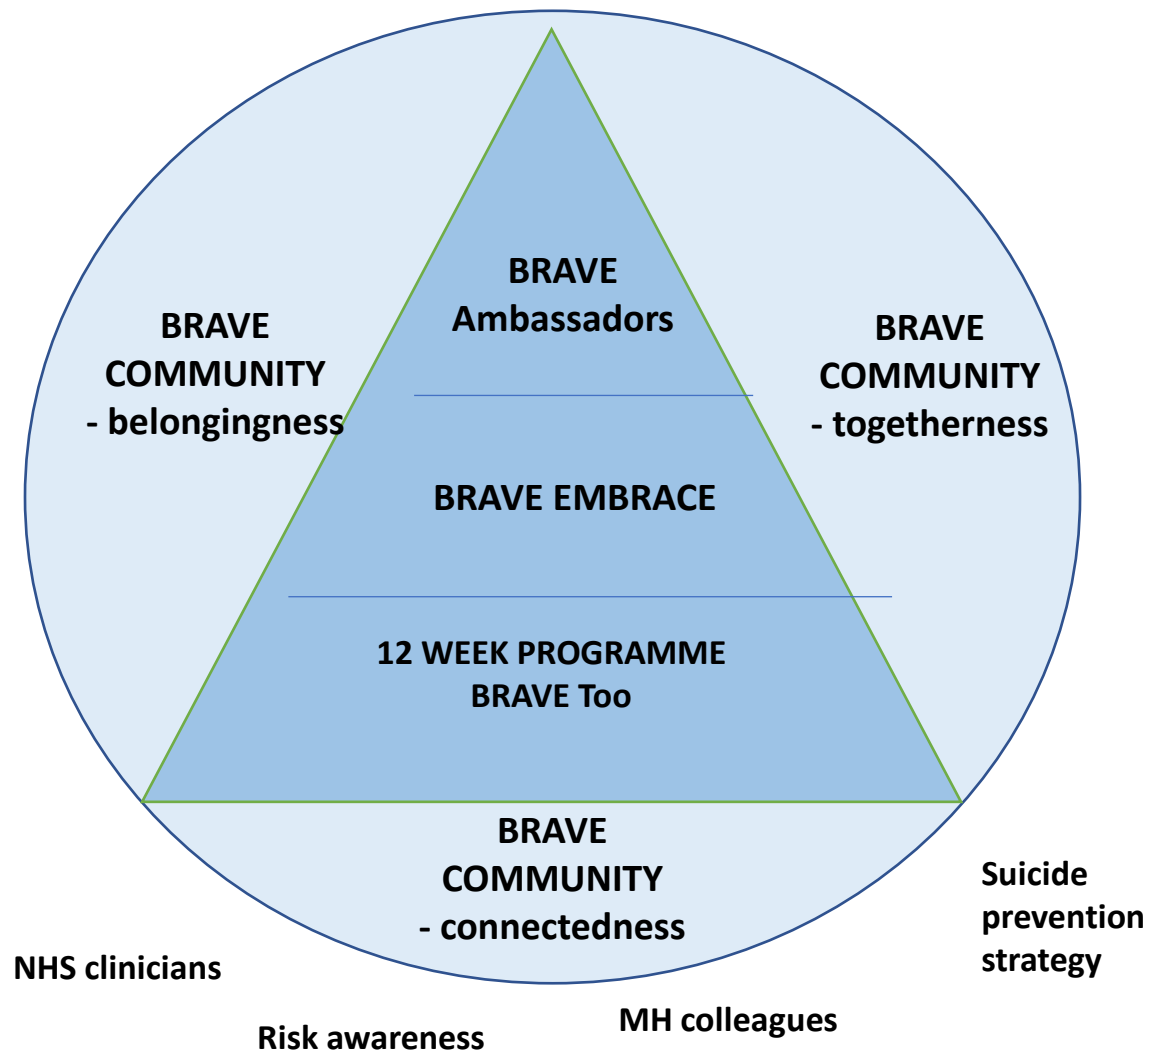 BRAVE
Ambassadors
BRAVE
COMMUNITY
- belongingness
BRAVE
COMMUNITY
- togetherness
BRAVE EMBRACE
12 WEEK PROGRAMME
BRAVE Too
BRAVE
COMMUNITY
- connectedness
Suicide
prevention
strategy
NHS clinicians
MH colleagues
Risk awareness